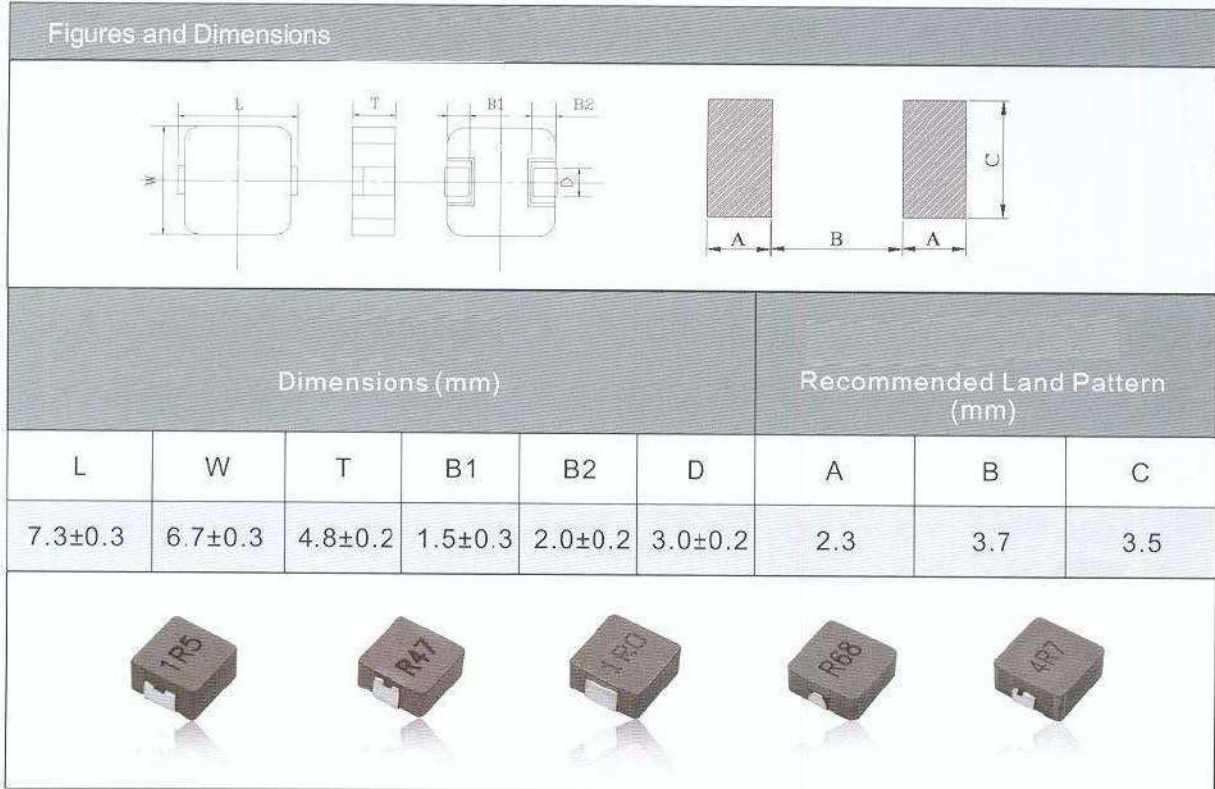 Figures and Dimensions
L T B1 B2
W D C
A B A
Dimensions (mm) Recommended Land Pattern
(mm)
L W T B1 B2 D A B C
7.3±0.3 6.7±0.3 4.8±0.2 1.5±0.3 2.0±0.2 3.0±0.2 2.3 3.7 3.5
1R5 R47 1R0 R68 4R7